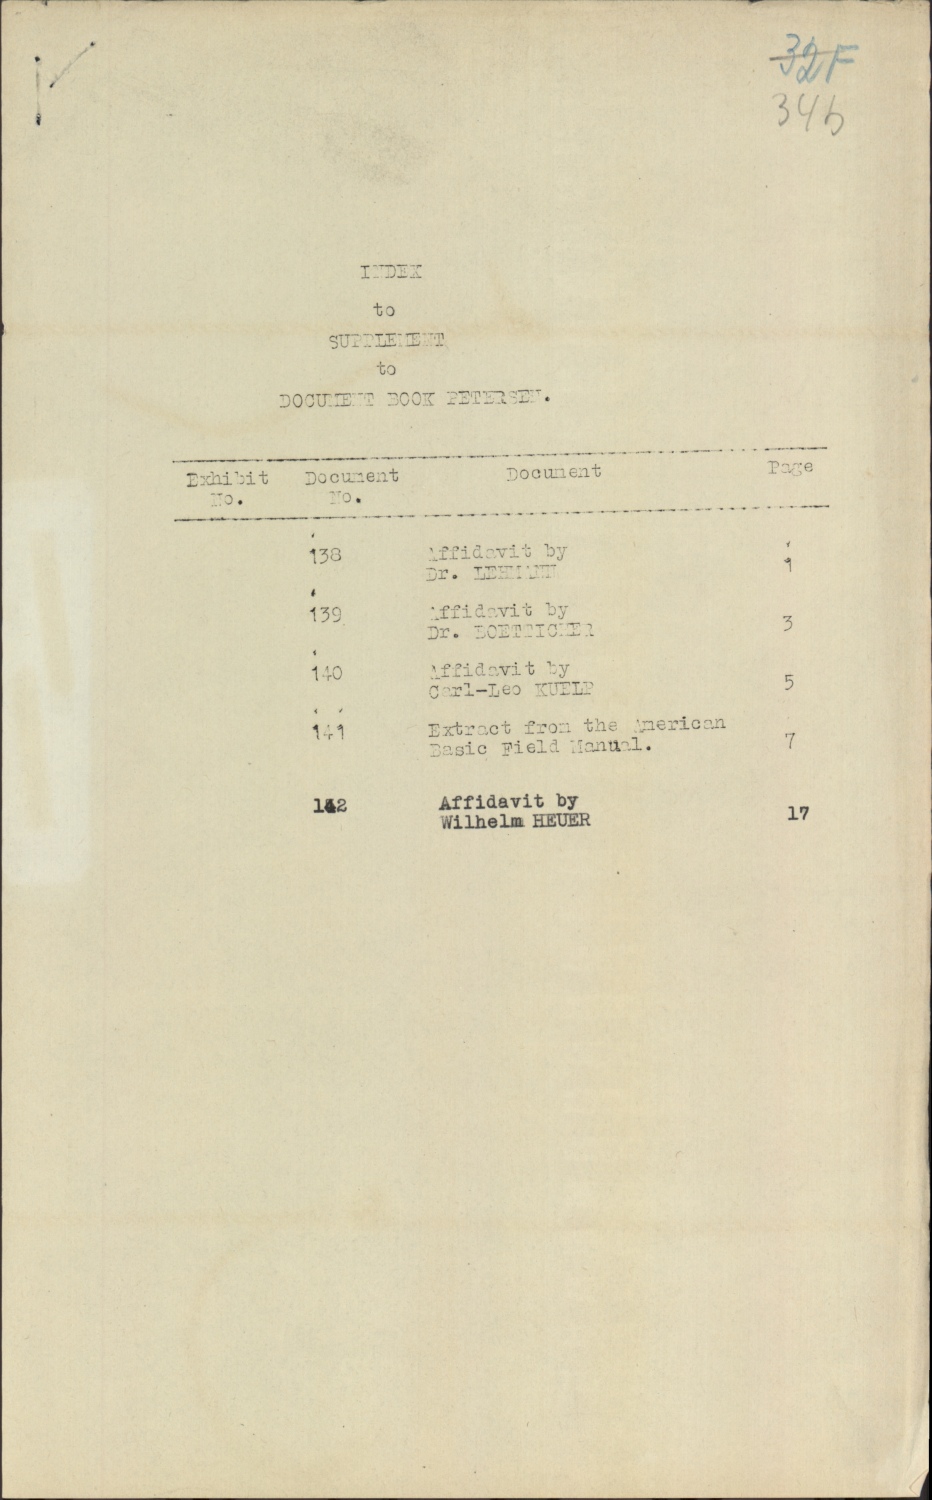 32F
34b
INDEX
to
SUPPLEMENT
to
DOCUMENT BOOK PETERSEN.
Exhibit Document Document Page
No. No.
138 Affidavit by 1
Dr. LEHMANN
139 Affidavit by 3
Dr. BOETTICHER
140 Affidavit by 5
Carl-Leo KUELP
141 Extract from the American 7
Basic Field Manual.
142 Affidavit by 17
Wilhelm HEUER